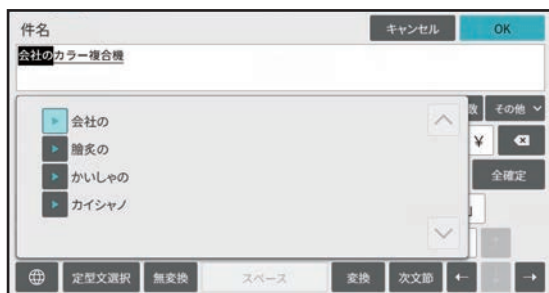 件名 キャンセル OK
会社のカラー複合機
数 その他
会社の
¥
膾炙の
かいしゃの 全確定
カイシャノ
定型文選択 無変換 スペース 変換 次文節 ← ↓ →